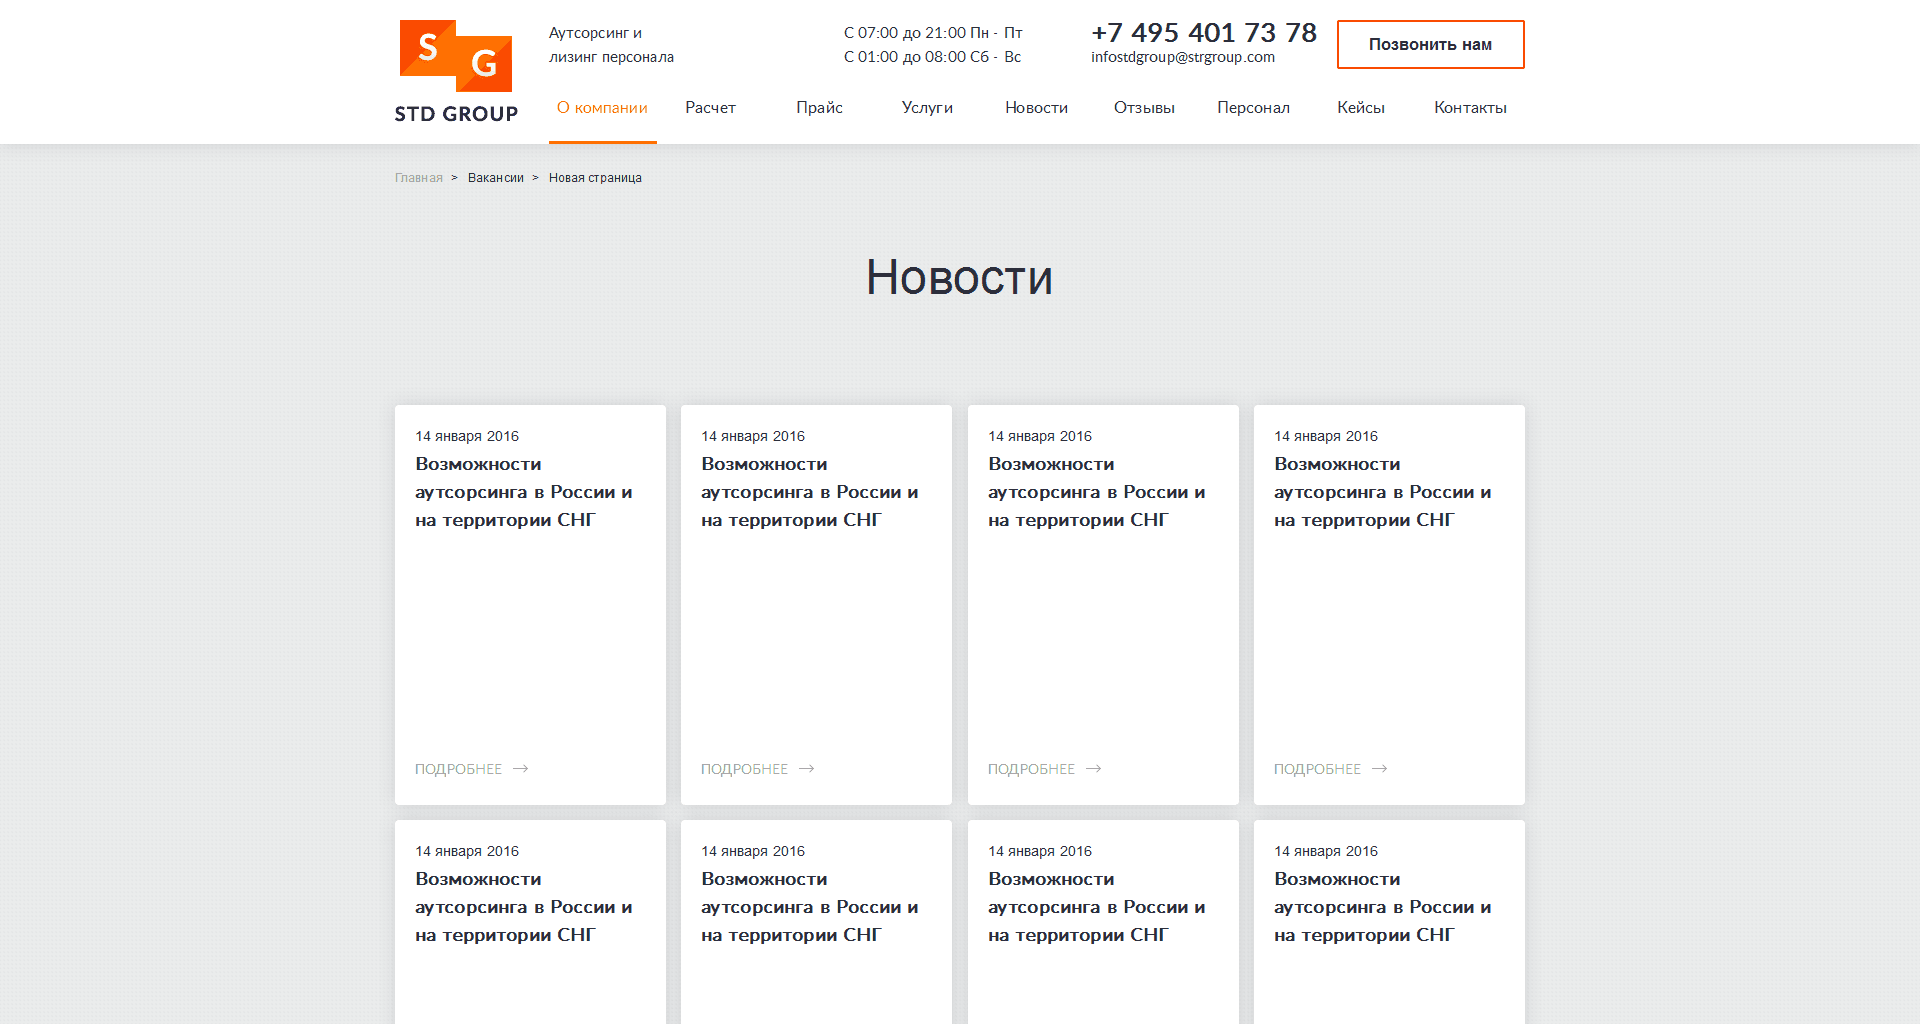 S
G
STD GROUP
Аутсорсинг и
лизинг персонала
С 07:00 до 21:00 Пн - Пт
С 01:00 до 08:00 Сб - Вс
+7 495 401 73 78
infostdgroup@strgroup.com
Позвонить нам
О компании Расчет Прайс Услуги Новости Отзывы Персонал Кейсы Контакты
Главная > Вакансии > Новая страница
Новости
14 января 2016
Возможности
аутсорсинга в России и
на территории СНГ
ПОДРОБНЕЕ →
14 января 2016
Возможности
аутсорсинга в России и
на территории СНГ
ПОДРОБНЕЕ →
14 января 2016
Возможности
аутсорсинга в России и
на территории СНГ
ПОДРОБНЕЕ →
14 января 2016
Возможности
аутсорсинга в России и
на территории СНГ
ПОДРОБНЕЕ →
14 января 2016
Возможности
аутсорсинга в России и
на территории СНГ
14 января 2016
Возможности
аутсорсинга в России и
на территории СНГ
14 января 2016
Возможности
аутсорсинга в России и
на территории СНГ
14 января 2016
Возможности
аутсорсинга в России и
на территории СНГ